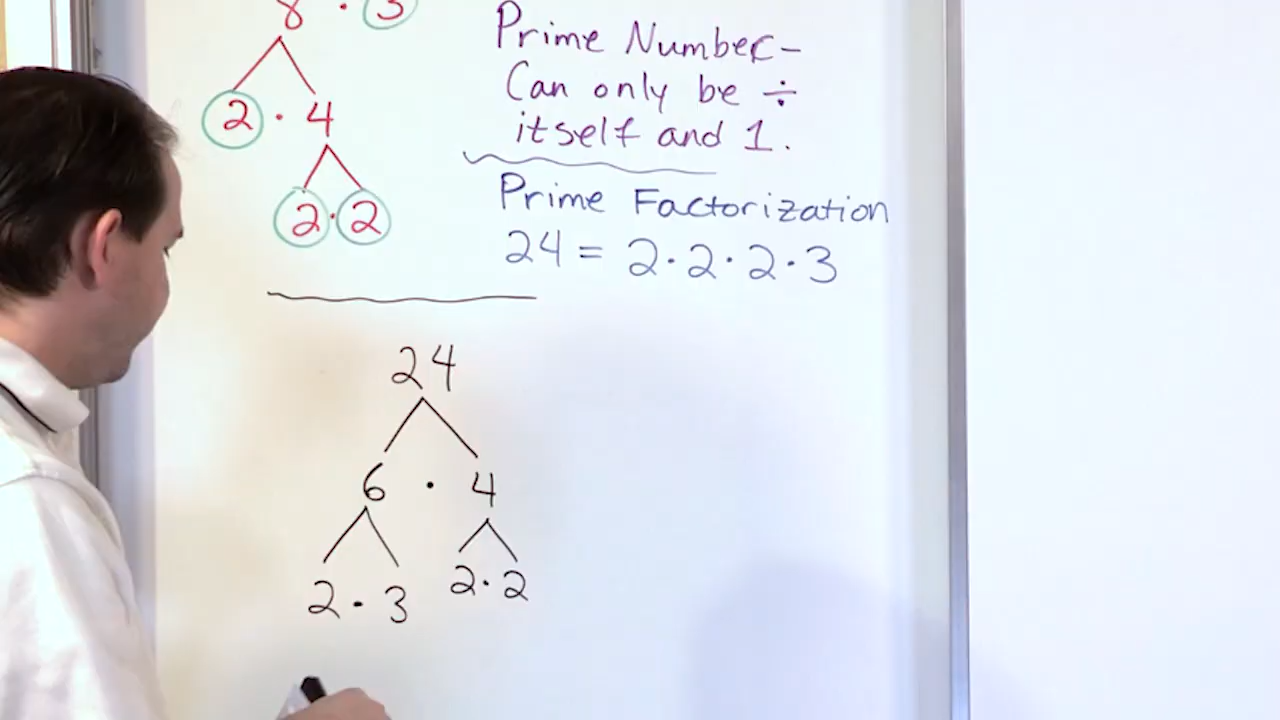 8 · 3
2 · 4
2 · 2
Prime Number-
Can only be ÷
itself and 1.
Prime Factorization
24 = 2·2·2·3
24
6 · 4
2 · 3 2·2